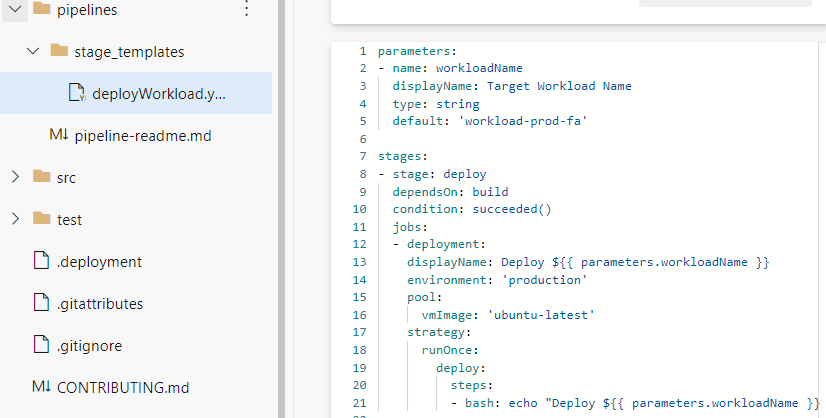 pipelines
stage_templates
deployWorkload.y...
pipeline-readme.md
src
test
.deployment
.gitattributes
.gitignore
CONTRIBUTING.md
1 parameters:
2 - name: workloadName
3 displayName: Target Workload Name
4 type: string
5 default: 'workload-prod-fa'
6
7 stages:
8 - stage: deploy
9 dependsOn: build
10 condition: succeeded()
11 jobs:
12 - deployment:
13 displayName: Deploy ${{ parameters.workloadName }}
14 environment: 'production'
15 pool:
16 vmImage: 'ubuntu-latest'
17 strategy:
18 runOnce:
19 deploy:
20 steps:
21 - bash: echo "Deploy ${{ parameters.workloadName }}